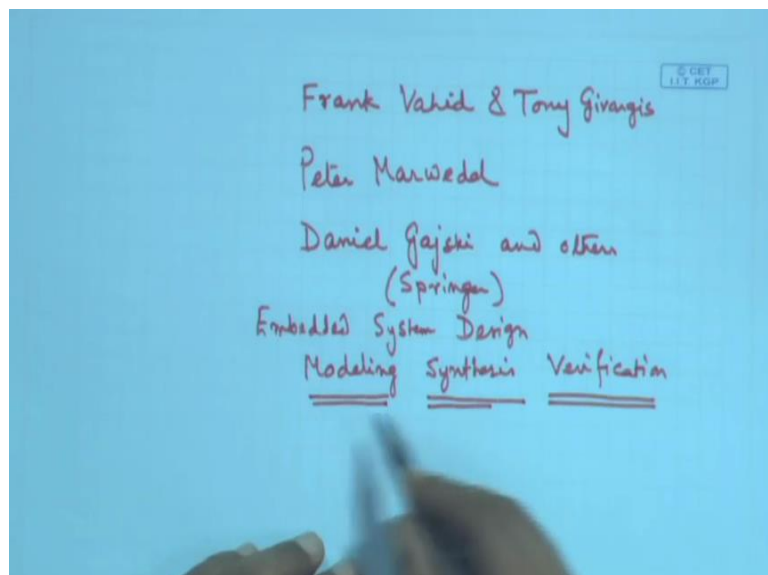 © CET
I.I.T. KGP
Frank Vahid & Tony Givargis
Peter Marwedel
Daniel Gajski and others
(Springer)
Embedded System Design
Modeling Synthesis Verification